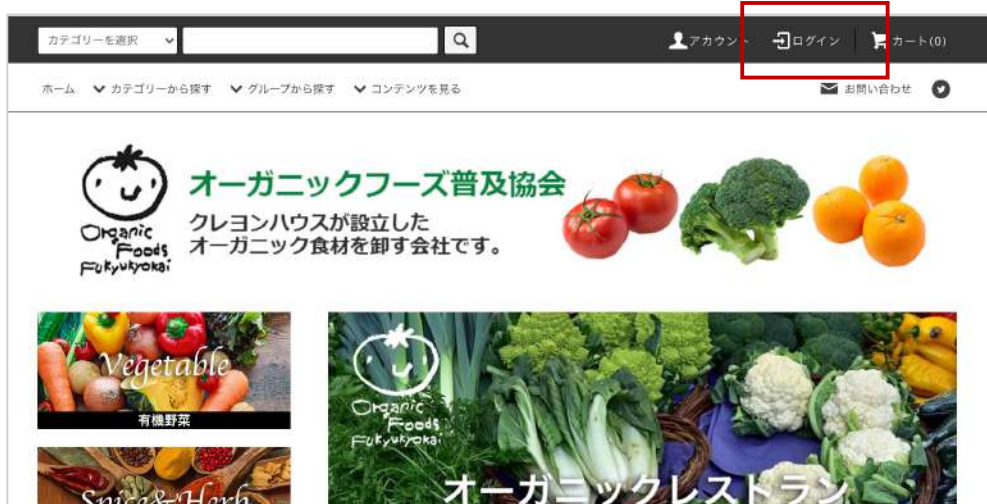 カテゴリーを選択
アカウント
ログイン
カート(0)
ホーム
カテゴリーから探す
グループから探す
コンテンツを見る
お問い合わせ
Organic
Foods
Fukyukyokai
オーガニックフーズ普及協会
クレヨンハウスが設立した
オーガニック食材を卸す会社です。
Vegetable
有機野菜
Spice&Herb
Organic
Foods
Fukyukyokai
オーガニックレストラン